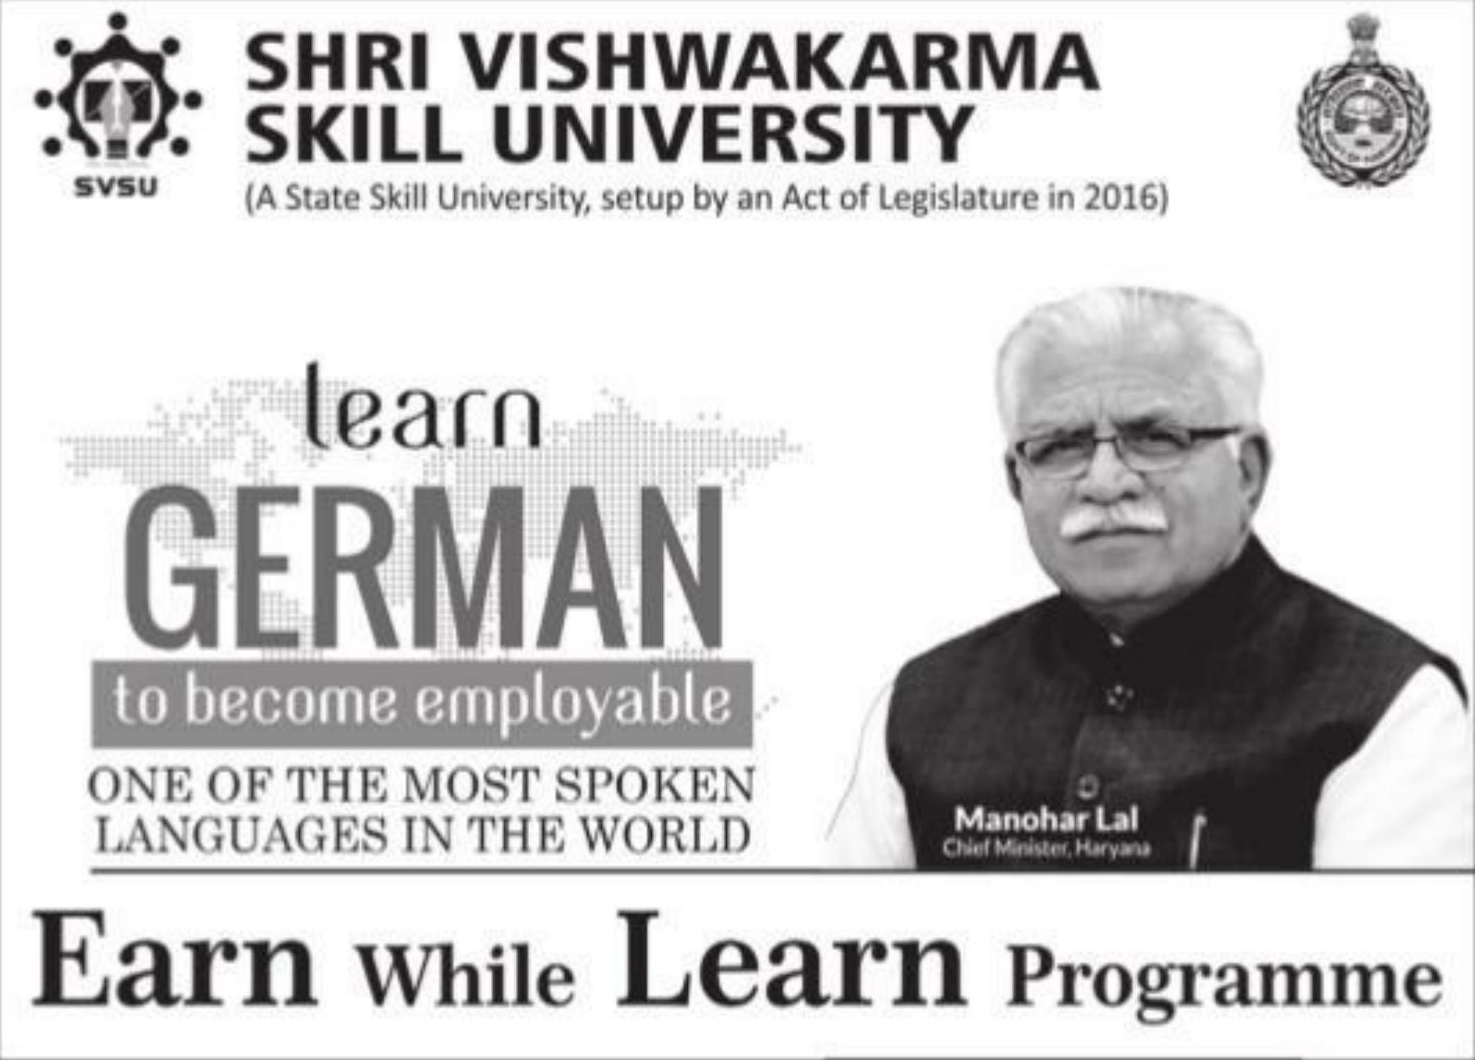 SVSU
SHRI VISHWAKARMA
SKILL UNIVERSITY
(A State Skill University, setup by an Act of Legislature in 2016)
learn
GERMAN
to become employable
ONE OF THE MOST SPOKEN
LANGUAGES IN THE WORLD
Manohar Lal
Chief Minister, Haryana
Earn While Learn Programme